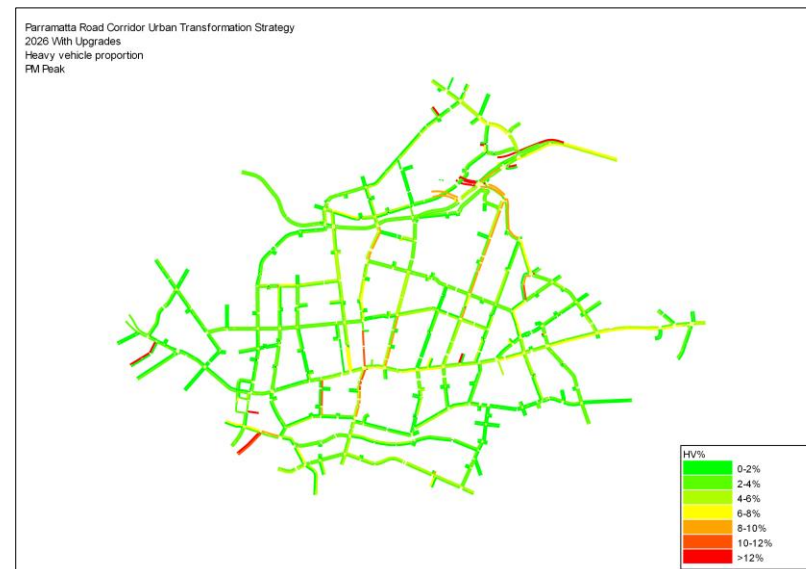 Parramatta Road Corridor Urban Transformation Strategy
2026 With Upgrades
Heavy vehicle proportion
PM Peak
HV%
0-2%
2-4%
4-6%
6-8%
8-10%
10-12%
>12%